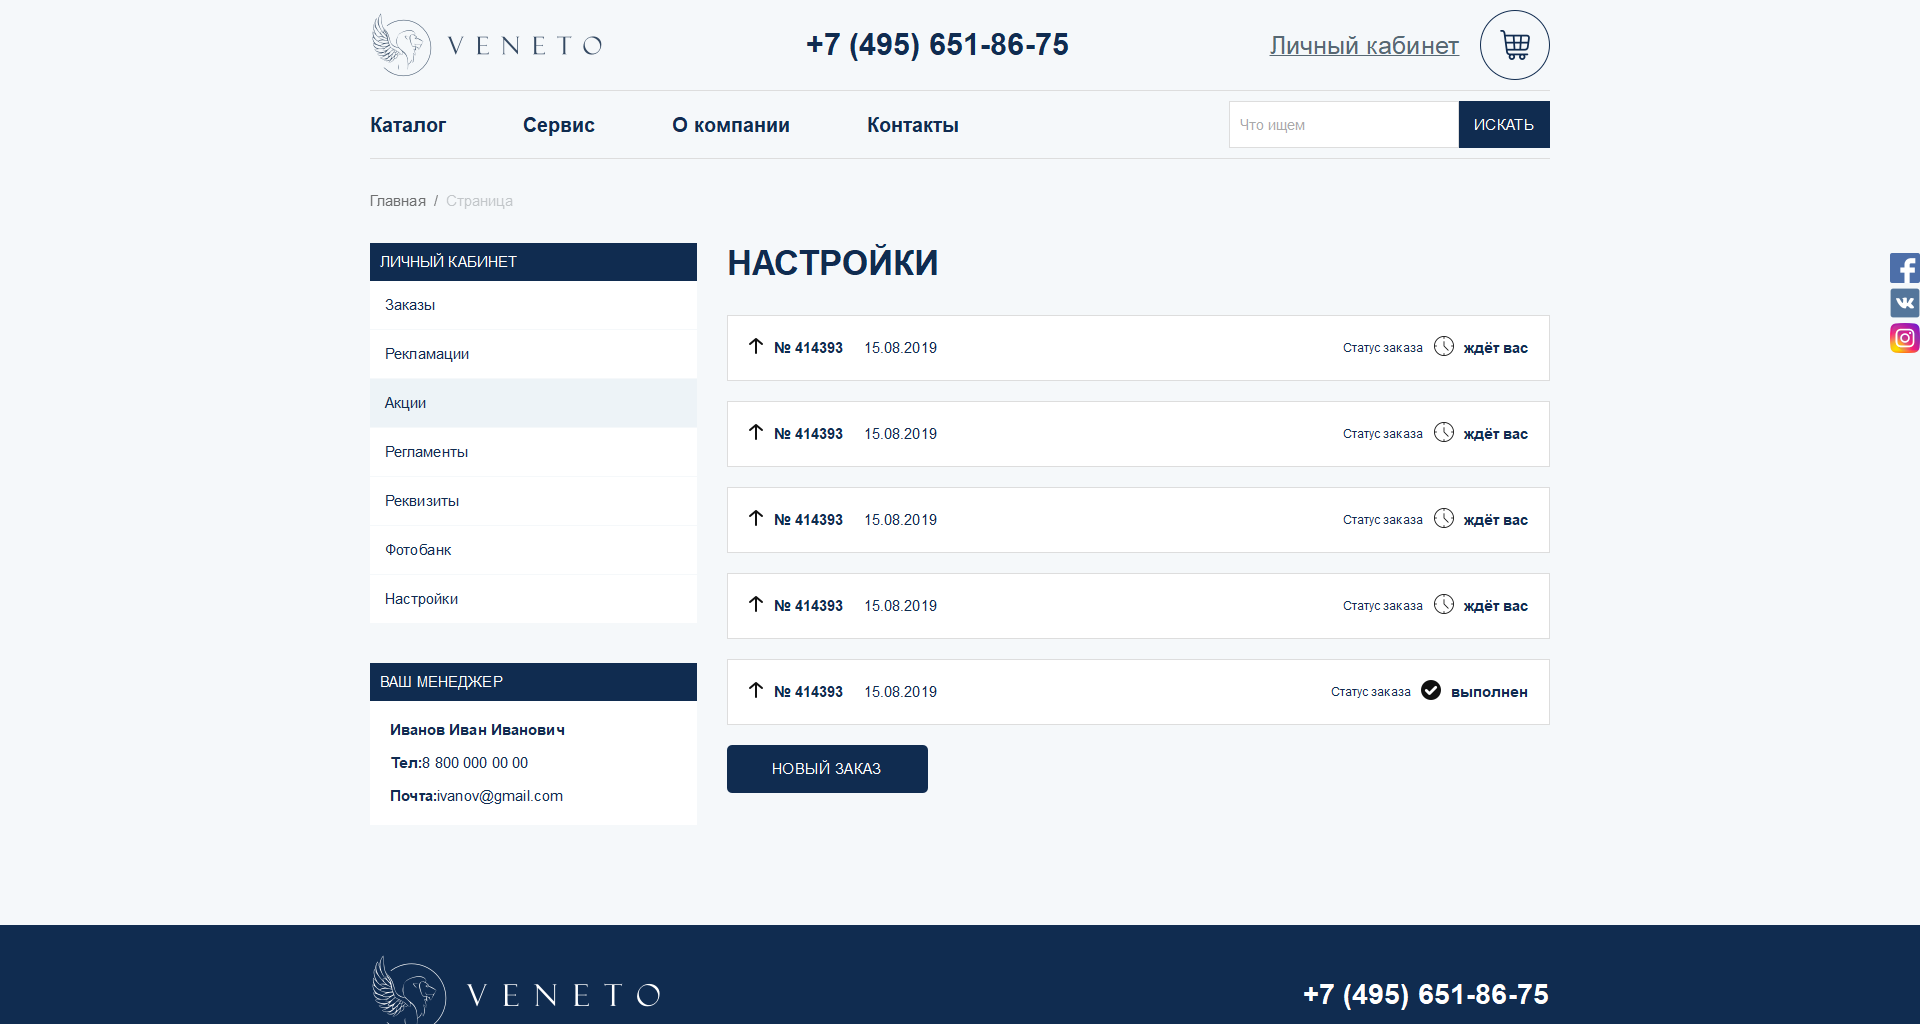 VENETO
+7 (495) 651-86-75
Личный кабинет
Каталог Сервис О компании Контакты
Что ищем ИСКАТЬ
Главная / Страница
ЛИЧНЫЙ КАБИНЕТ
Заказы
Рекламации
Акции
Регламенты
Реквизиты
Фотобанк
Настройки
ВАШ МЕНЕДЖЕР
Иванов Иван Иванович
Тел:8 800 000 00 00
Почта:ivanov@gmail.com
НАСТРОЙКИ
№ 414393 15.08.2019 Статус заказа ждёт вас
№ 414393 15.08.2019 Статус заказа ждёт вас
№ 414393 15.08.2019 Статус заказа ждёт вас
№ 414393 15.08.2019 Статус заказа ждёт вас
№ 414393 15.08.2019 Статус заказа выполнен
НОВЫЙ ЗАКАЗ
VENETO
+7 (495) 651-86-75